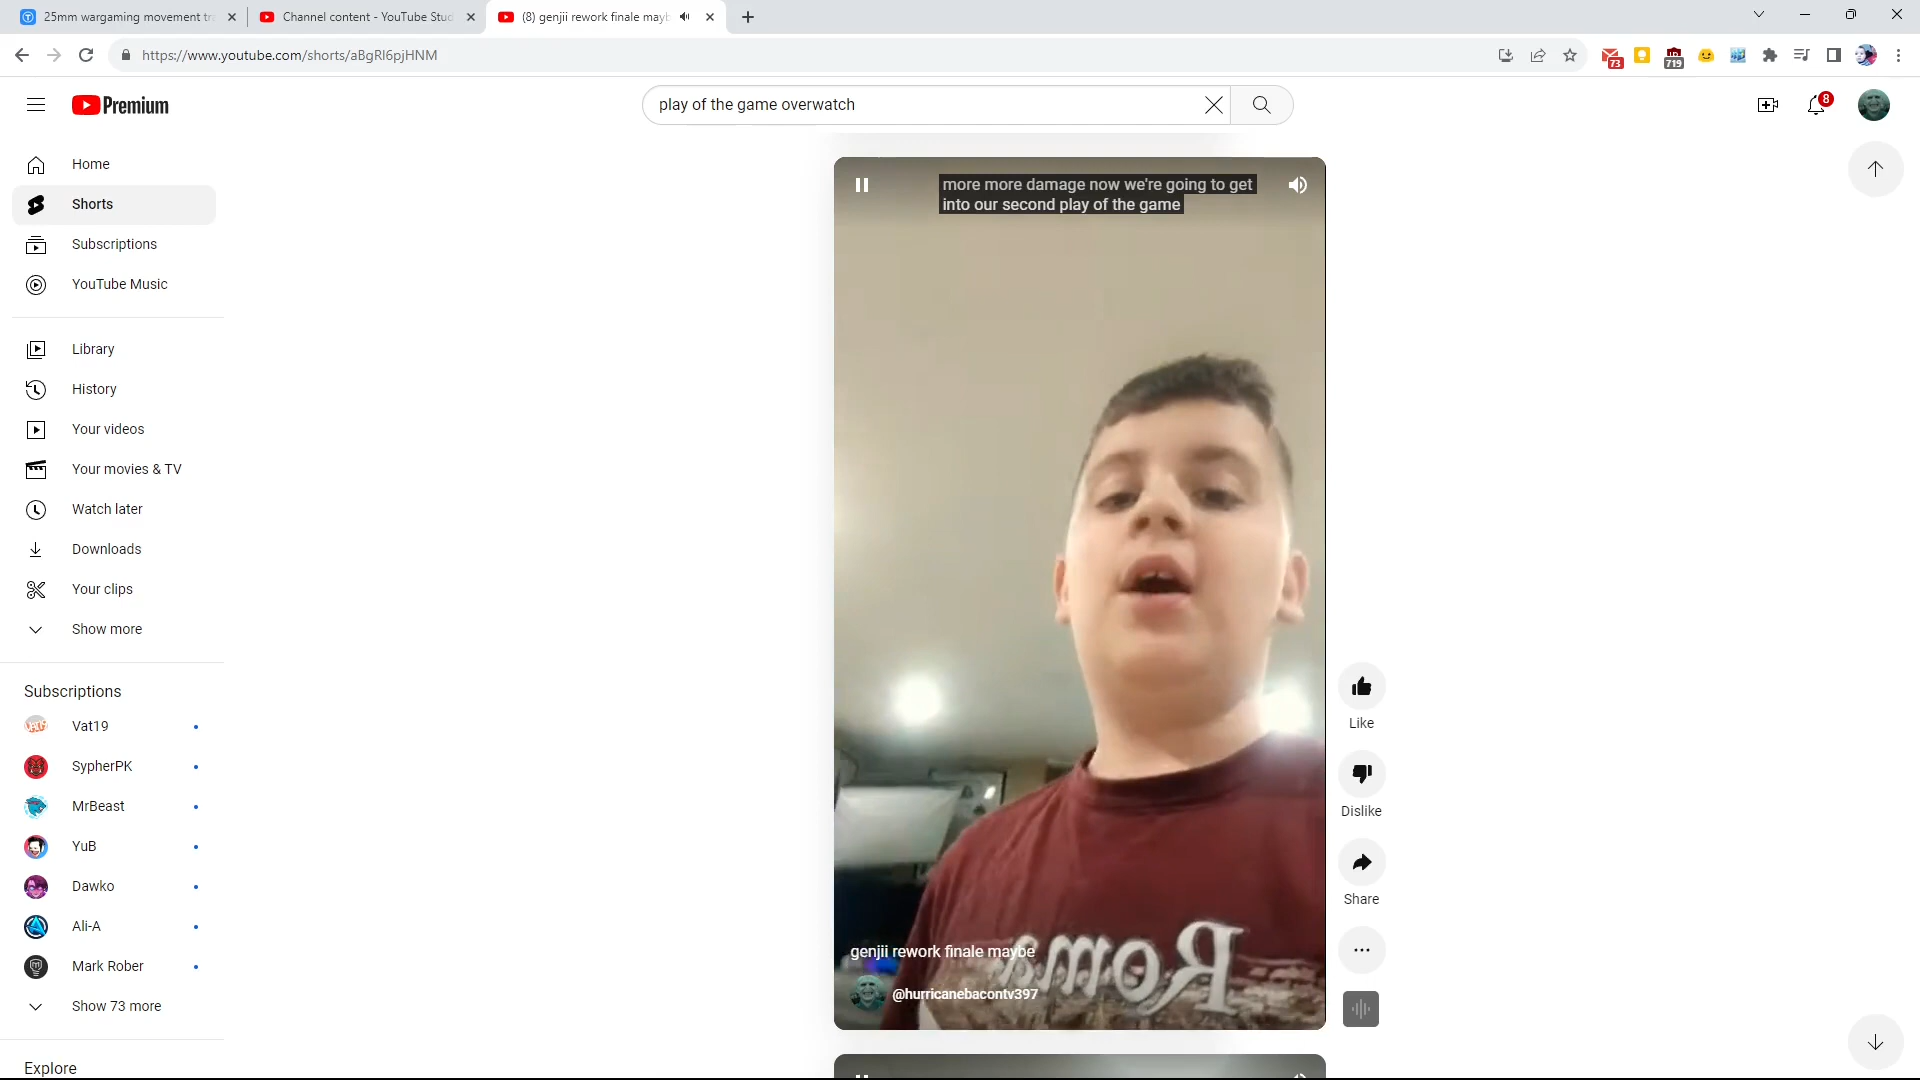 25mm wargaming movement tr
Channel content - YouTube Stud
(8) genjii rework finale mayb
https://www.youtube.com/shorts/aBgRl6pjHNM
73
719
Premium
play of the game overwatch
8
Home
Shorts
Subscriptions
YouTube Music
Library
History
Your videos
Your movies & TV
Watch later
Downloads
Your clips
Show more
Subscriptions
Vat19
SypherPK
MrBeast
YuB
Dawko
Ali-A
Mark Rober
Show 73 more
Explore
more more damage now we're going to get
into our second play of the game
Roma
genjii rework finale maybe
@hurricanebacontv397
Like
Dislike
Share